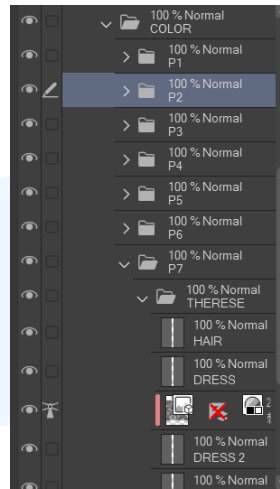 100 % Normal
COLOR
100 % Normal
P1
100 % Normal
P2
100 % Normal
P3
100 % Normal
P4
100 % Normal
P5
100 % Normal
P6
100 % Normal
P7
100 % Normal
THERESE
100 % Normal
HAIR
100 % Normal
DRESS
2
100 % Normal
DRESS 2
100 % Normal